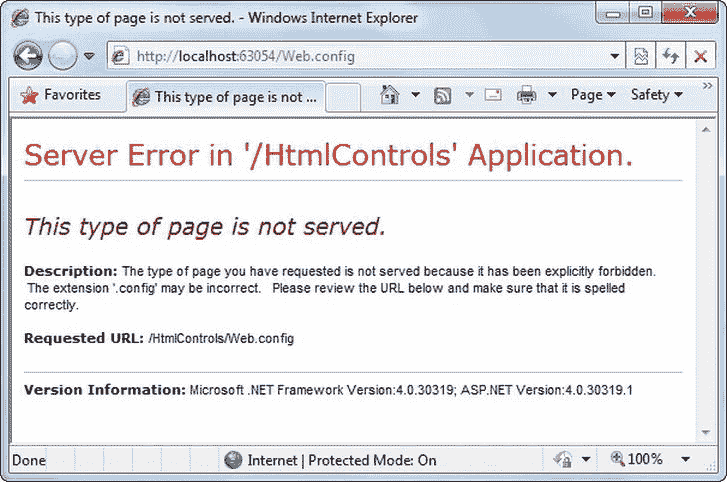 This type of page is not served. - Windows Internet Explorer
http://localhost:63054/Web.config
Favorites
This type of page is not ...
Page
Safety
Server Error in '/HtmlControls' Application.
This type of page is not served.
Description: The type of page you have requested is not served because it has been explicitly forbidden.
The extension '.config' may be incorrect. Please review the URL below and make sure that it is spelled
correctly.
Requested URL: /HtmlControls/Web.config
Version Information: Microsoft .NET Framework Version:4.0.30319; ASP.NET Version:4.0.30319.1
Done
Internet | Protected Mode: On
100%